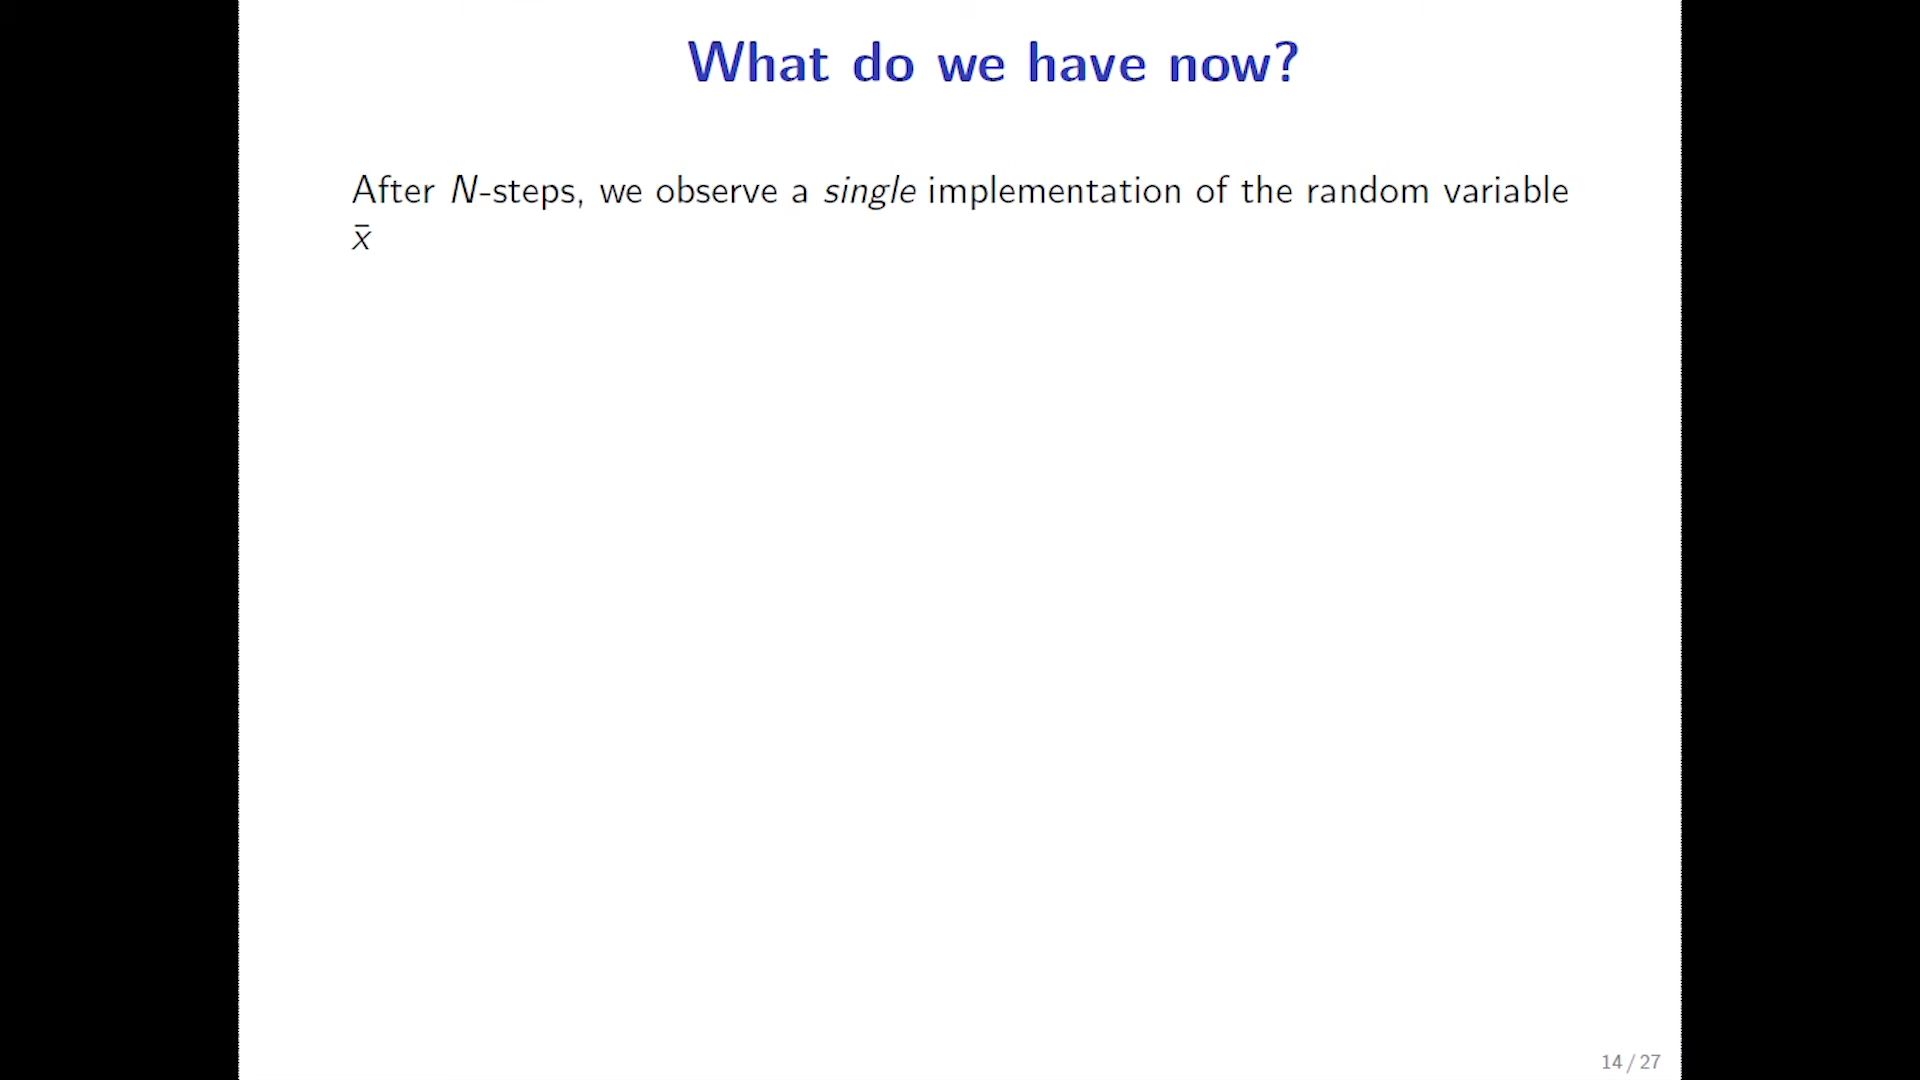 What do we have now?
After N-steps, we observe a single implementation of the random variable
x̄
14 / 27